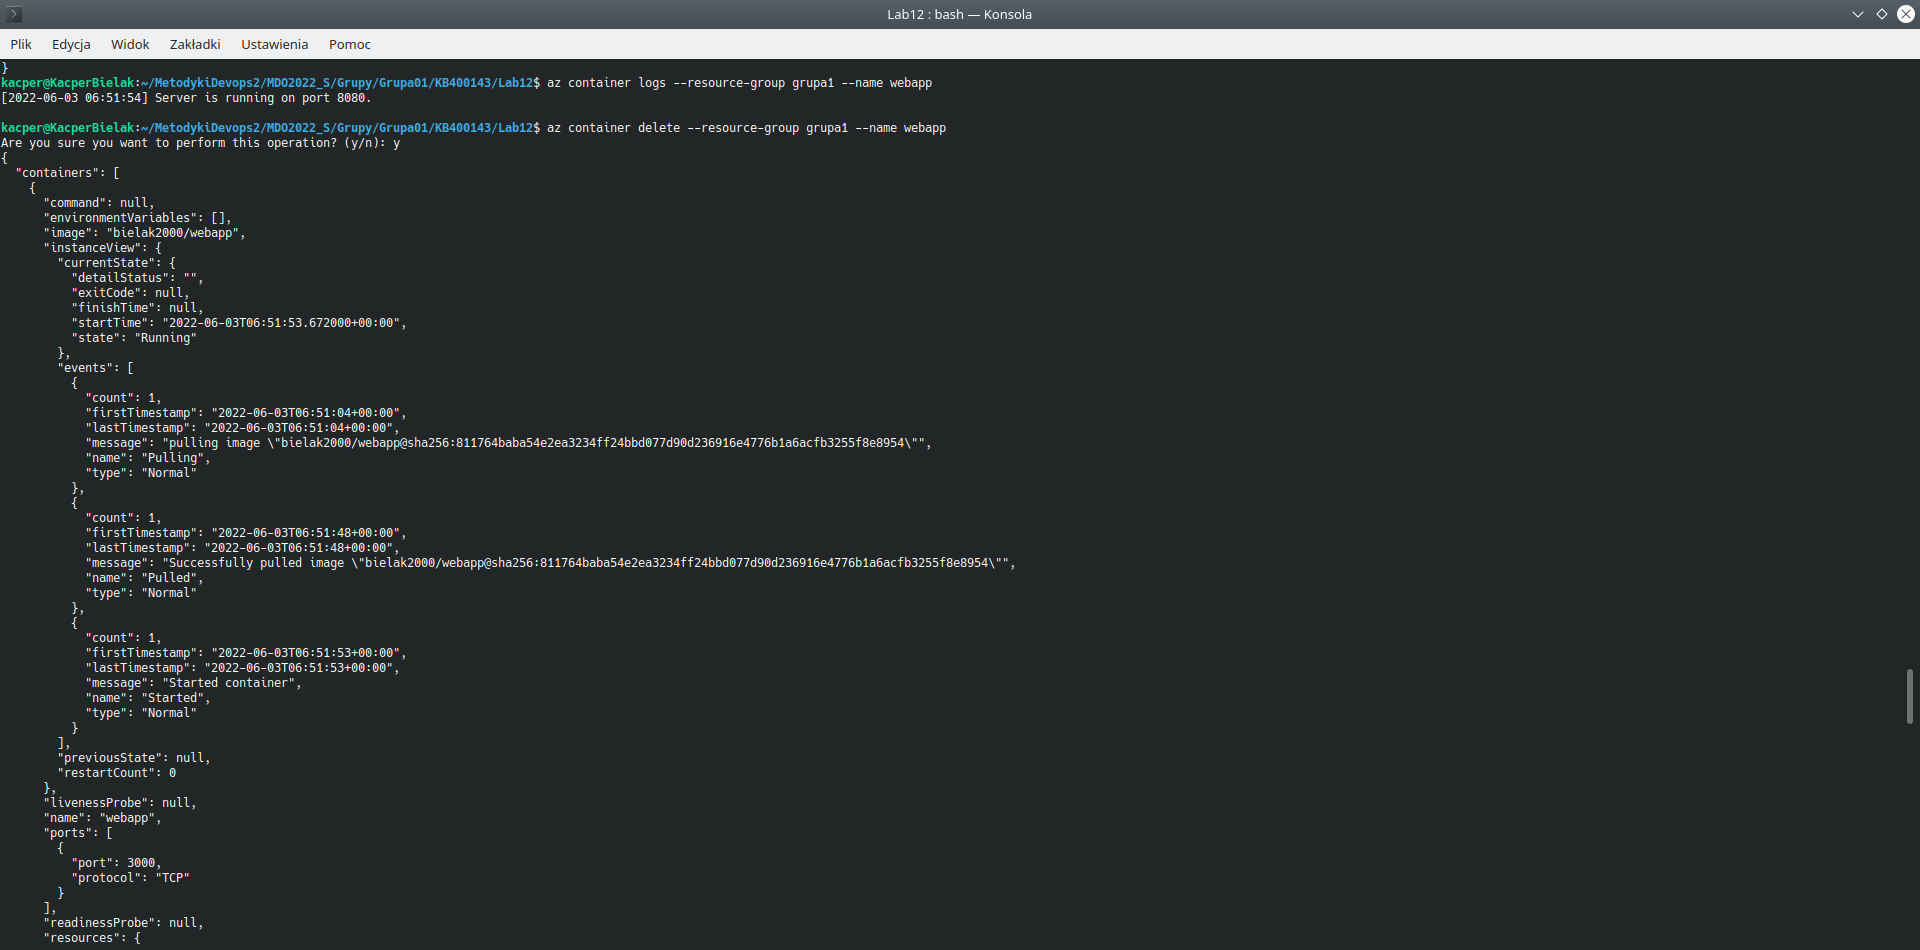 Lab12 : bash — Konsola
Plik Edycja Widok Zakładki Ustawienia Pomoc
}
kacper@KacperBielak:~/MetodykiDevops2/MDO2022_S/Grupy/Grupa01/KB400143/Lab12$ az container logs --resource-group grupa1 --name webapp
[2022-06-03 06:51:54] Server is running on port 8080.
kacper@KacperBielak:~/MetodykiDevops2/MDO2022_S/Grupy/Grupa01/KB400143/Lab12$ az container delete --resource-group grupa1 --name webapp
Are you sure you want to perform this operation? (y/n): y
{
  "containers": [
    {
      "command": null,
      "environmentVariables": [],
      "image": "bielak2000/webapp",
      "instanceView": {
        "currentState": {
          "detailStatus": "",
          "exitCode": null,
          "finishTime": null,
          "startTime": "2022-06-03T06:51:53.672000+00:00",
          "state": "Running"
        },
        "events": [
          {
            "count": 1,
            "firstTimestamp": "2022-06-03T06:51:04+00:00",
            "lastTimestamp": "2022-06-03T06:51:04+00:00",
            "message": "pulling image \"bielak2000/webapp@sha256:811764baba54e2ea3234ff24bbd077d90d236916e4776b1a6acfb3255f8e8954\"",
            "name": "Pulling",
            "type": "Normal"
          },
          {
            "count": 1,
            "firstTimestamp": "2022-06-03T06:51:48+00:00",
            "lastTimestamp": "2022-06-03T06:51:48+00:00",
            "message": "Successfully pulled image \"bielak2000/webapp@sha256:811764baba54e2ea3234ff24bbd077d90d236916e4776b1a6acfb3255f8e8954\"",
            "name": "Pulled",
            "type": "Normal"
          },
          {
            "count": 1,
            "firstTimestamp": "2022-06-03T06:51:53+00:00",
            "lastTimestamp": "2022-06-03T06:51:53+00:00",
            "message": "Started container",
            "name": "Started",
            "type": "Normal"
          }
        ],
        "previousState": null,
        "restartCount": 0
      },
      "livenessProbe": null,
      "name": "webapp",
      "ports": [
        {
          "port": 3000,
          "protocol": "TCP"
        }
      ],
      "readinessProbe": null,
      "resources": {